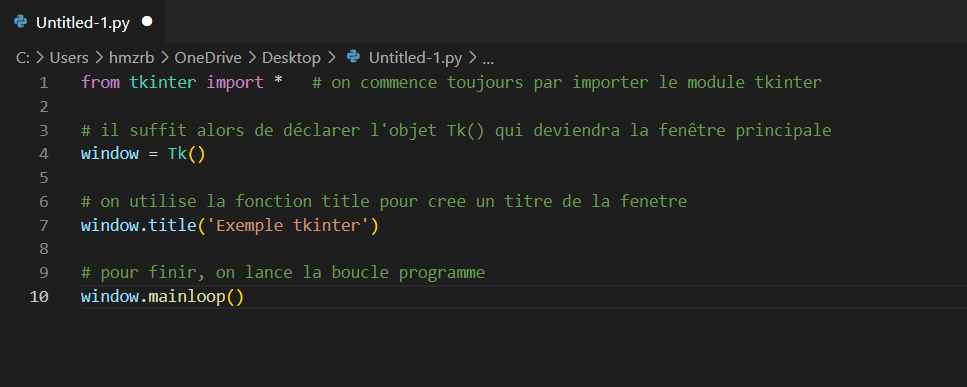 Untitled-1.py
C: > Users > hmzrb > OneDrive > Desktop > Untitled-1.py > ...
1 from tkinter import *   # on commence toujours par importer le module tkinter
2
3 # il suffit alors de déclarer l'objet Tk() qui deviendra la fenêtre principale
4 window = Tk()
5
6 # on utilise la fonction title pour cree un titre de la fenetre
7 window.title('Exemple tkinter')
8
9 # pour finir, on lance la boucle programme
10 window.mainloop()